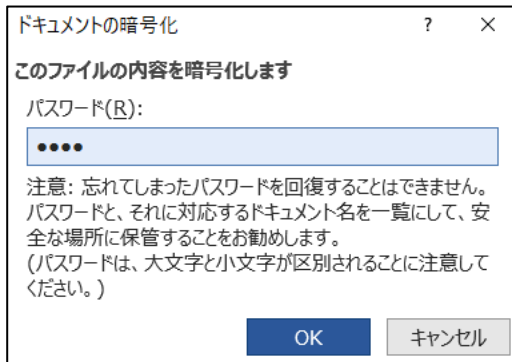 ドキュメントの暗号化 ? ×
このファイルの内容を暗号化します
パスワード(R):
●●●●
注意: 忘れてしまったパスワードを回復することはできません。
パスワードと、それに対応するドキュメント名を一覧にして、安
全な場所に保管することをお勧めします。
(パスワードは、大文字と小文字が区別されることに注意して
ください。)
OK キャンセル